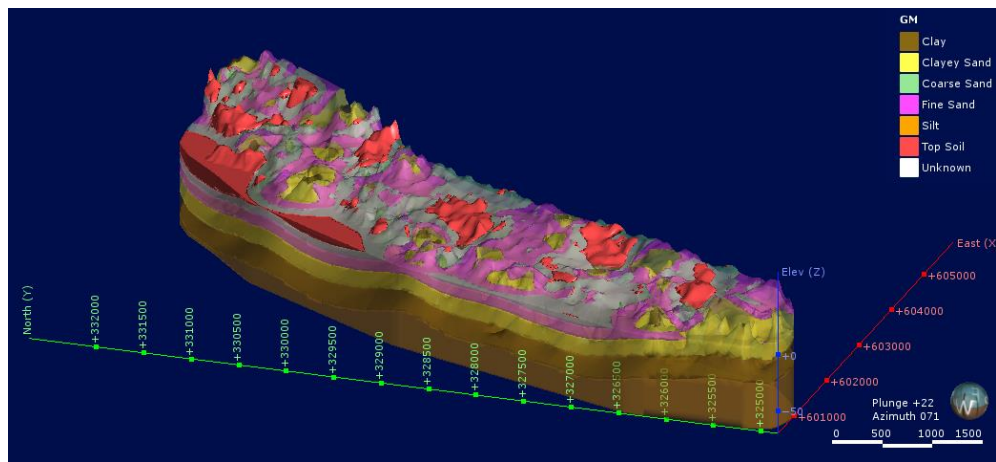 GM
Clay
Clayey Sand
Coarse Sand
Fine Sand
Silt
Top Soil
Unknown
East (X
Elev (Z)
+605000
+604000
+603000
+602000
+601000
+0
-50
North (Y)
+332000
+331500
+331000
+330500
+330000
+329500
+329000
+328500
+328000
+327500
+327000
+326500
+326000
+325500
+325000
Plunge +22
Azimuth 071
W
0 500 1000 1500